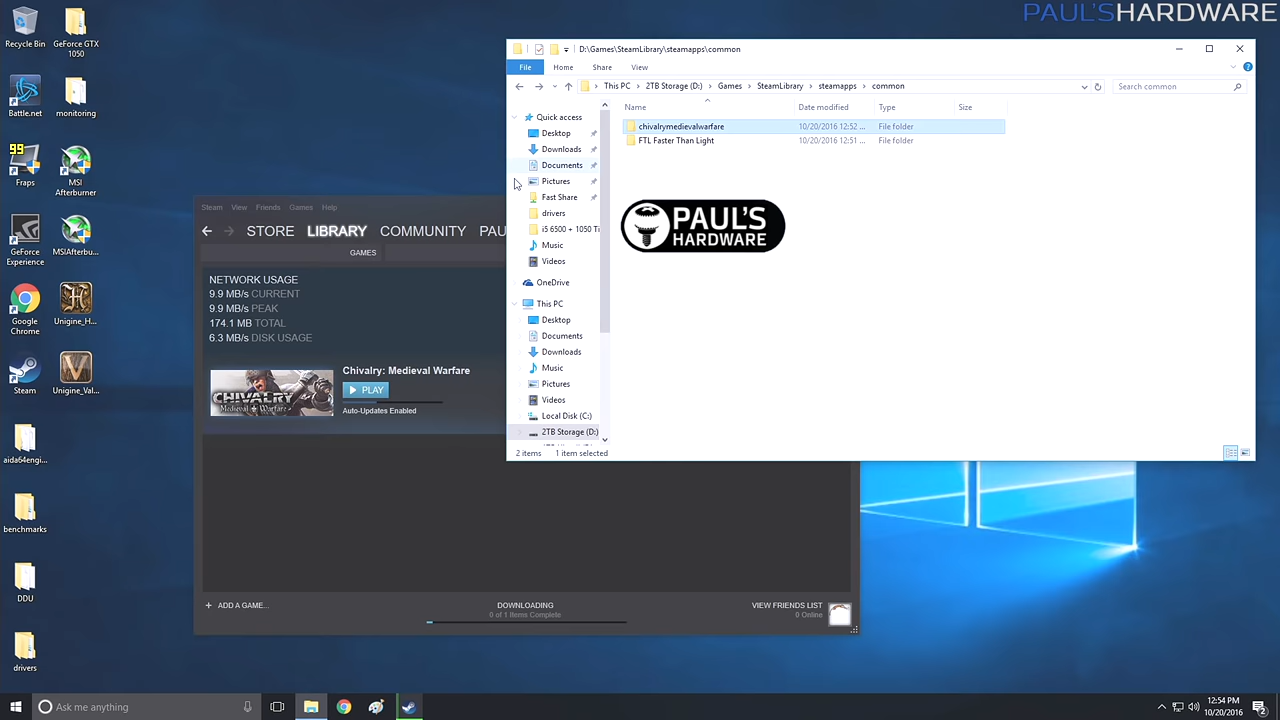 PAUL'SHARDWARE
Recycle Bin
GeForce GTX
1050
Battle.net
monitoring
Fraps
MSI
Afterburner
GeForce
Experience
MSIAfterbu...
Google
Chrome
Unigine_H...
Steam
Unigine_Val...
aida64engi...
benchmarks
DDU
drivers
D:\Games\SteamLibrary\steamapps\common
File Home Share View
This PC > 2TB Storage (D:) > Games > SteamLibrary > steamapps > common
Search common
Name Date modified Type Size
chivalrymedievalwarfare 10/20/2016 12:52 ... File folder
FTL Faster Than Light 10/20/2016 12:51 ... File folder
Quick access
Desktop
Downloads
Documents
Pictures
Fast Share
drivers
i5 6500 + 1050 Ti
Music
Videos
OneDrive
This PC
Desktop
Documents
Downloads
Music
Pictures
Videos
Local Disk (C:)
2TB Storage (D:)
2 items 1 item selected
PAUL'S
HARDWARE
Steam View Friends Games Help
STORE LIBRARY COMMUNITY PAU
GAMES
NETWORK USAGE
9.9 MB/s CURRENT
9.9 MB/s PEAK
174.1 MB TOTAL
6.3 MB/s DISK USAGE
CHIVALRY
Medieval Warfare
Chivalry: Medieval Warfare
PLAY
Auto-Updates Enabled
+ ADD A GAME...
DOWNLOADING
0 of 1 Items Complete
VIEW FRIENDS LIST
0 Online
Ask me anything
12:54 PM
10/20/2016
2